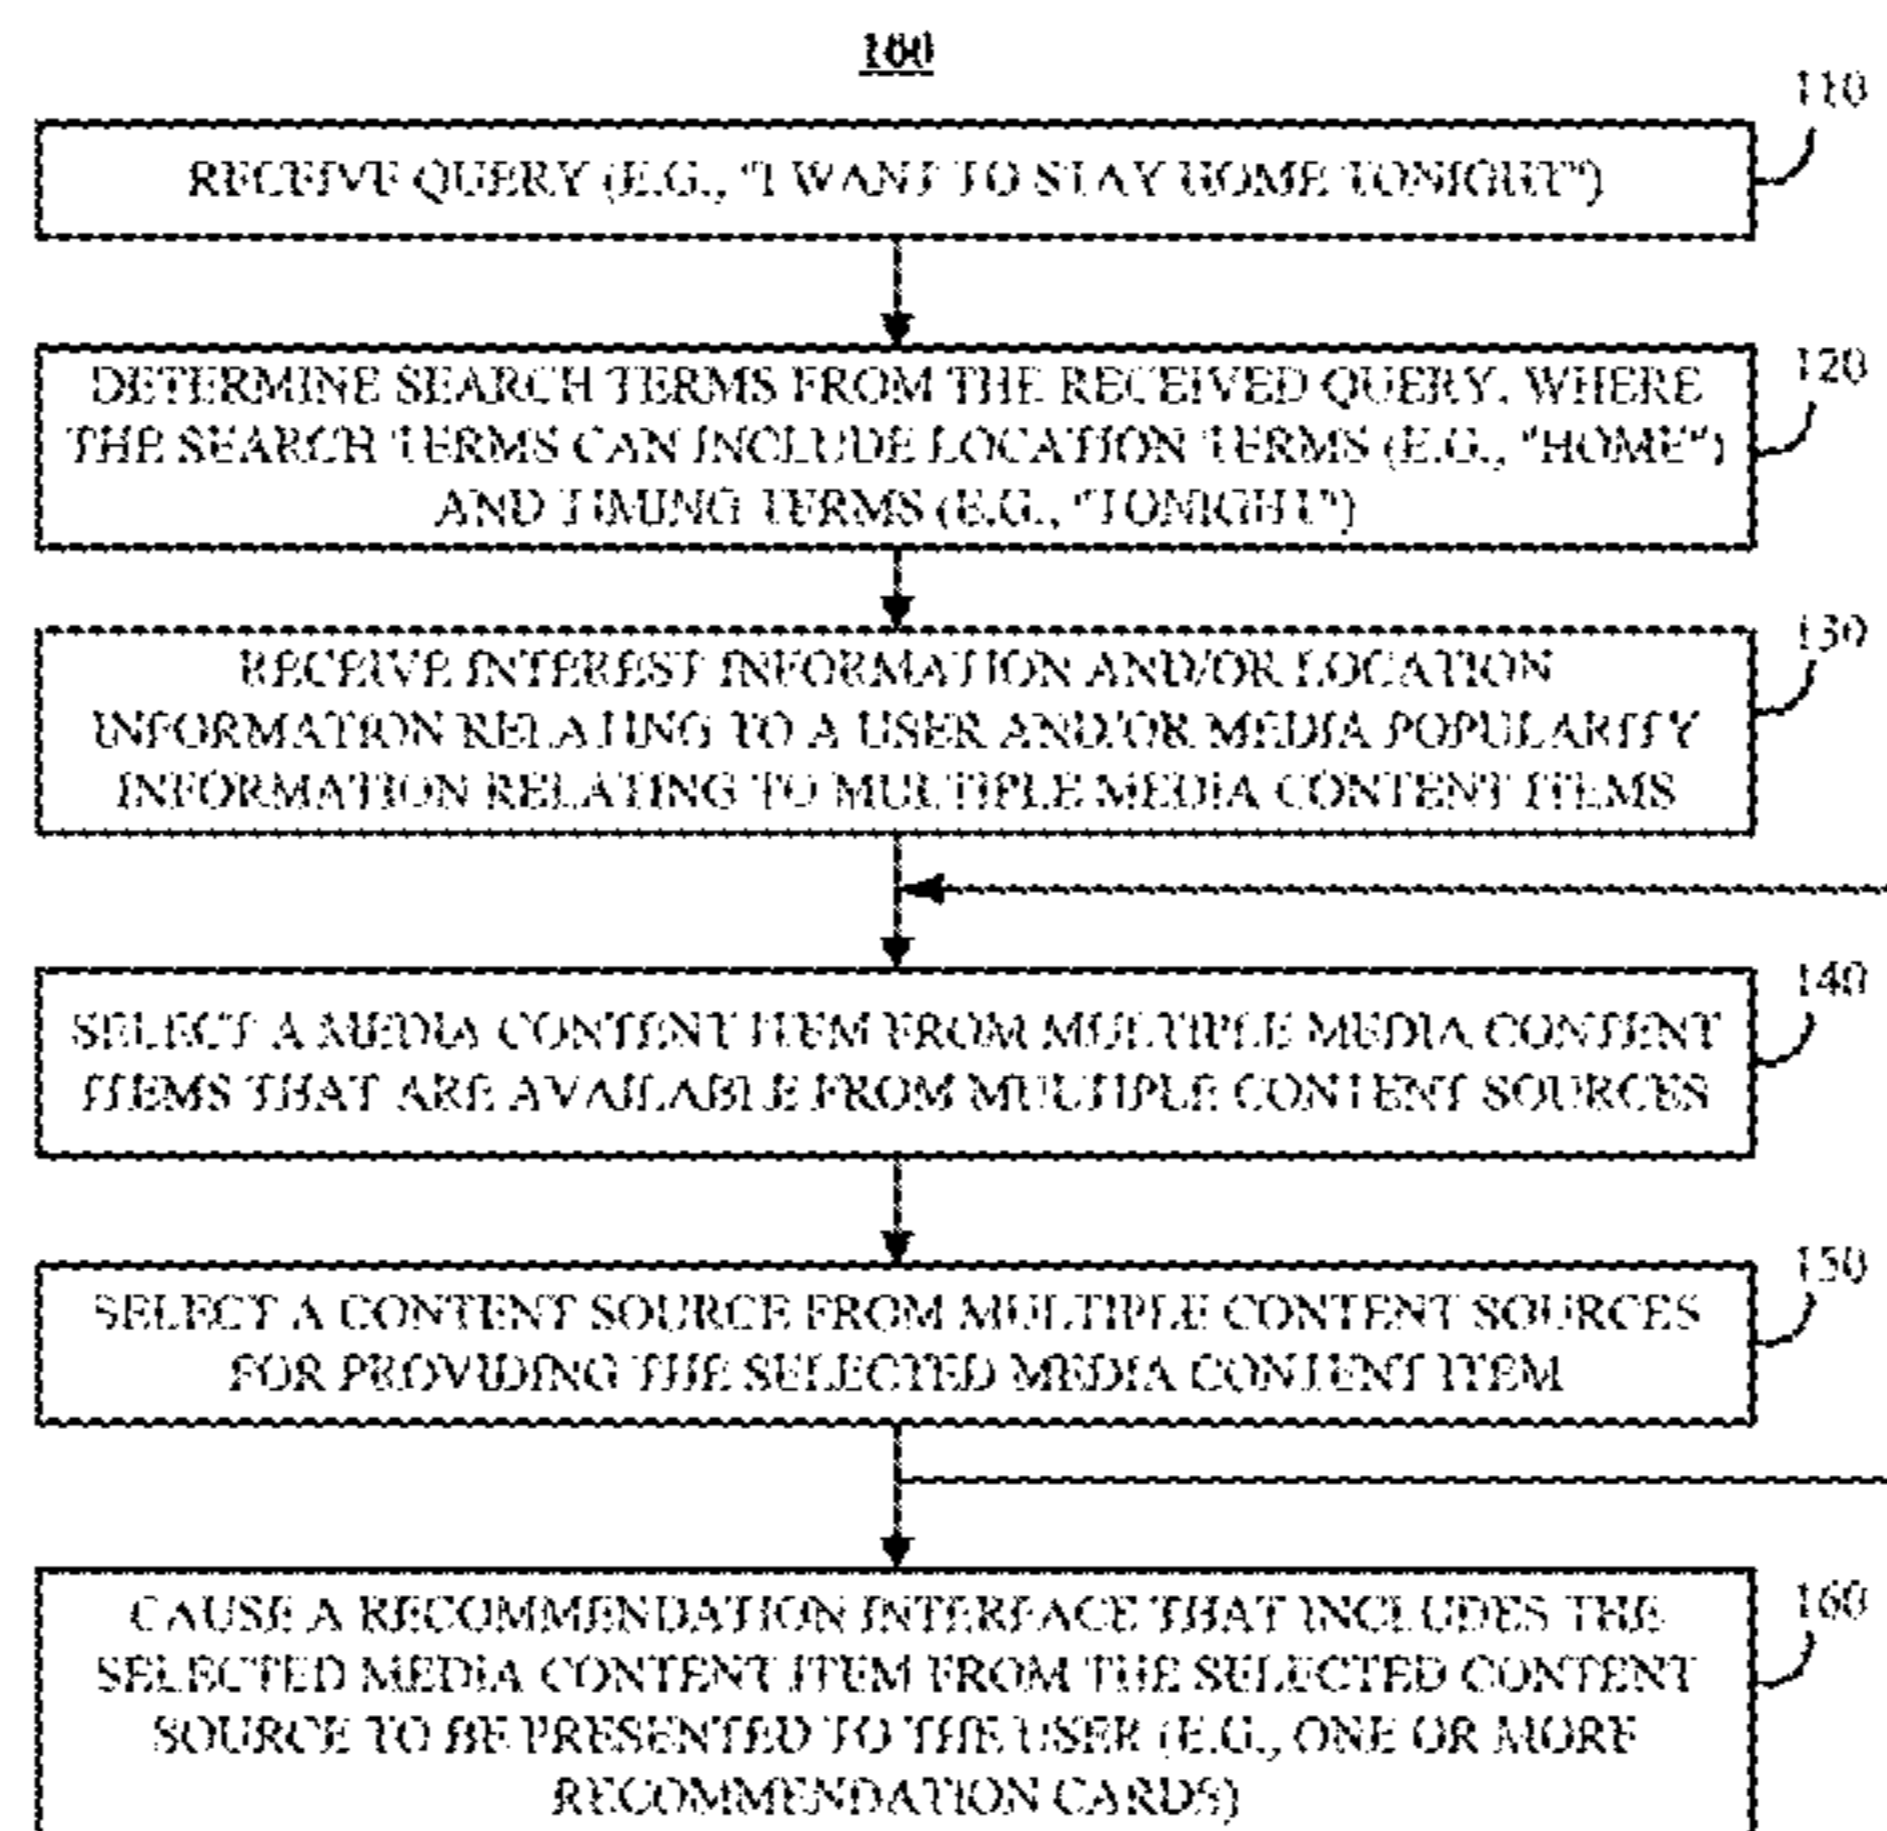 100
110
RECEIVE QUERY (E.G., "I WANT TO STAY HOME TONIGHT")
120
DETERMINE SEARCH TERMS FROM THE RECEIVED QUERY, WHERE
THE SEARCH TERMS CAN INCLUDE LOCATION TERMS (E.G., "HOME")
AND TIMING TERMS (E.G., "TONIGHT")
130
RECEIVE INTEREST INFORMATION AND/OR LOCATION
INFORMATION RELATING TO A USER AND/OR MEDIA POPULARITY
INFORMATION RELATING TO MULTIPLE MEDIA CONTENT ITEMS
140
SELECT A MEDIA CONTENT ITEM FROM MULTIPLE MEDIA CONTENT
ITEMS THAT ARE AVAILABLE FROM MULTIPLE CONTENT SOURCES
150
SELECT A CONTENT SOURCE FROM MULTIPLE CONTENT SOURCES
FOR PROVIDING THE SELECTED MEDIA CONTENT ITEM
160
CAUSE A RECOMMENDATION INTERFACE THAT INCLUDES THE
SELECTED MEDIA CONTENT ITEM FROM THE SELECTED CONTENT
SOURCE TO BE PRESENTED TO THE USER (E.G., ONE OR MORE
RECOMMENDATION CARDS)